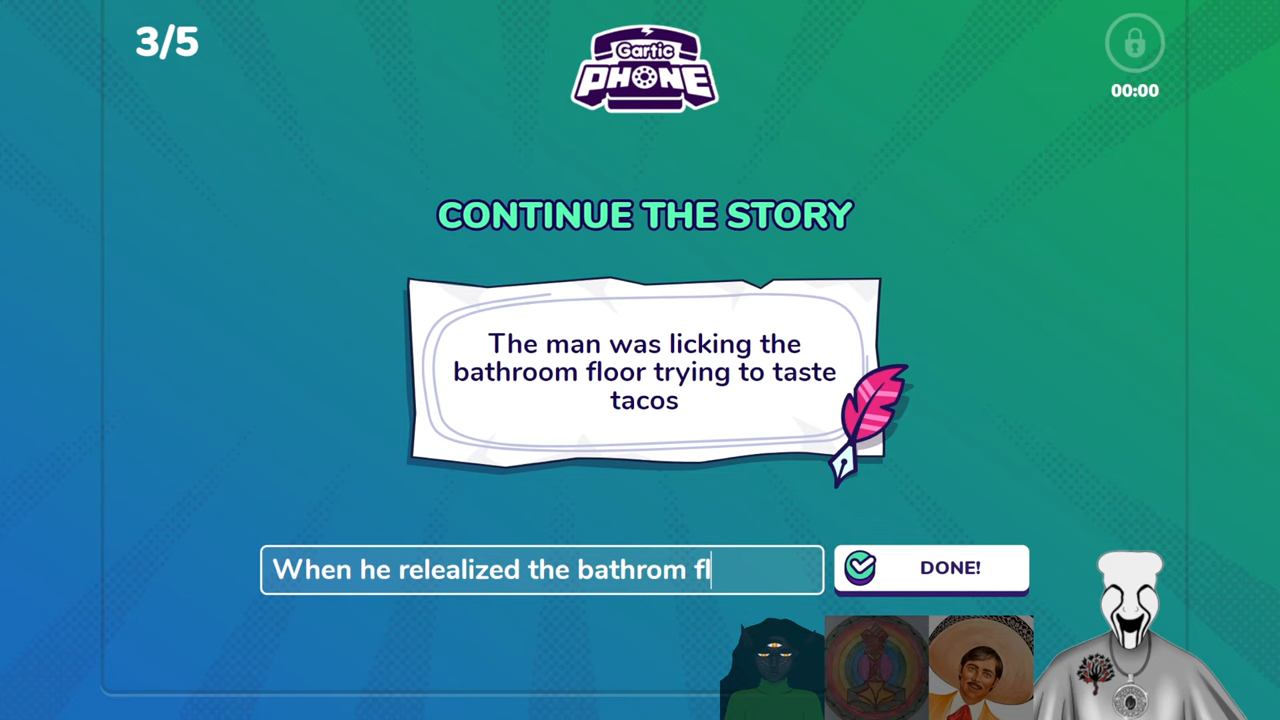 3/5
Gartic
PHONE
00:00
CONTINUE THE STORY
The man was licking the
bathroom floor trying to taste
tacos
When he relealized the bathrom fl
DONE!